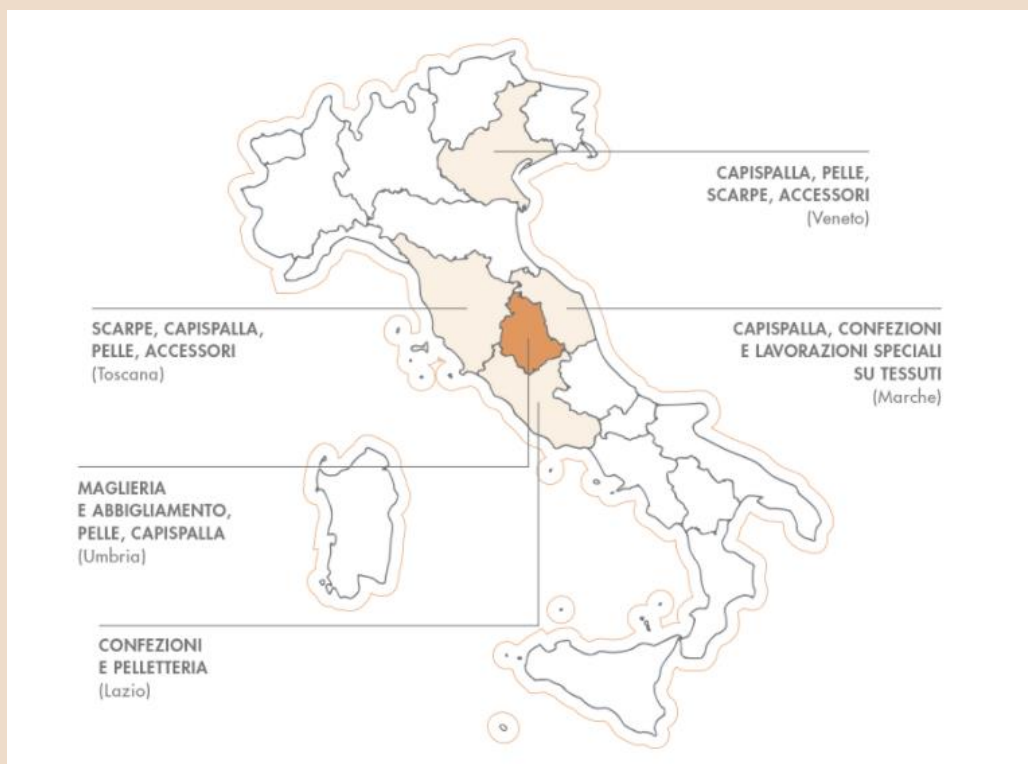 CAPISPALLA, PELLE,
SCARPE, ACCESSORI
(Veneto)
SCARPE, CAPISPALLA,
PELLE, ACCESSORI
(Toscana)
CAPISPALLA, CONFEZIONI
E LAVORAZIONI SPECIALI
SU TESSUTI
(Marche)
MAGLIERIA
E ABBIGLIAMENTO,
PELLE, CAPISPALLA
(Umbria)
CONFEZIONI
E PELLETTERIA
(Lazio)